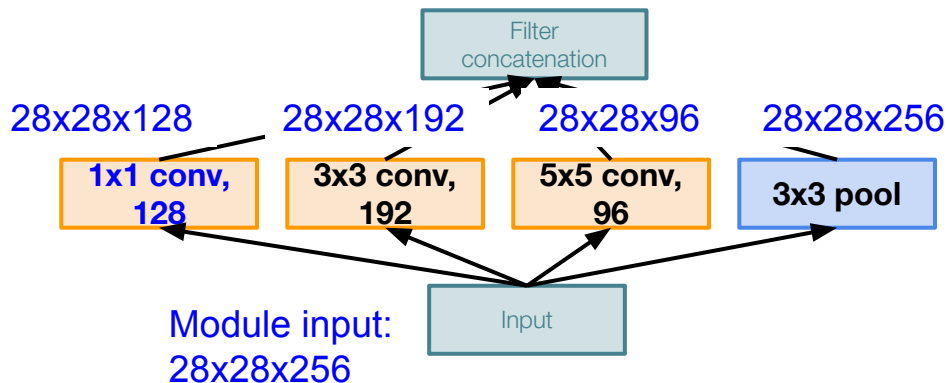 Filter
concatenation
28x28x128
28x28x192
28x28x96
28x28x256
1x1 conv,
128
3x3 conv,
192
5x5 conv,
96
3x3 pool
Input
Module input:
28x28x256